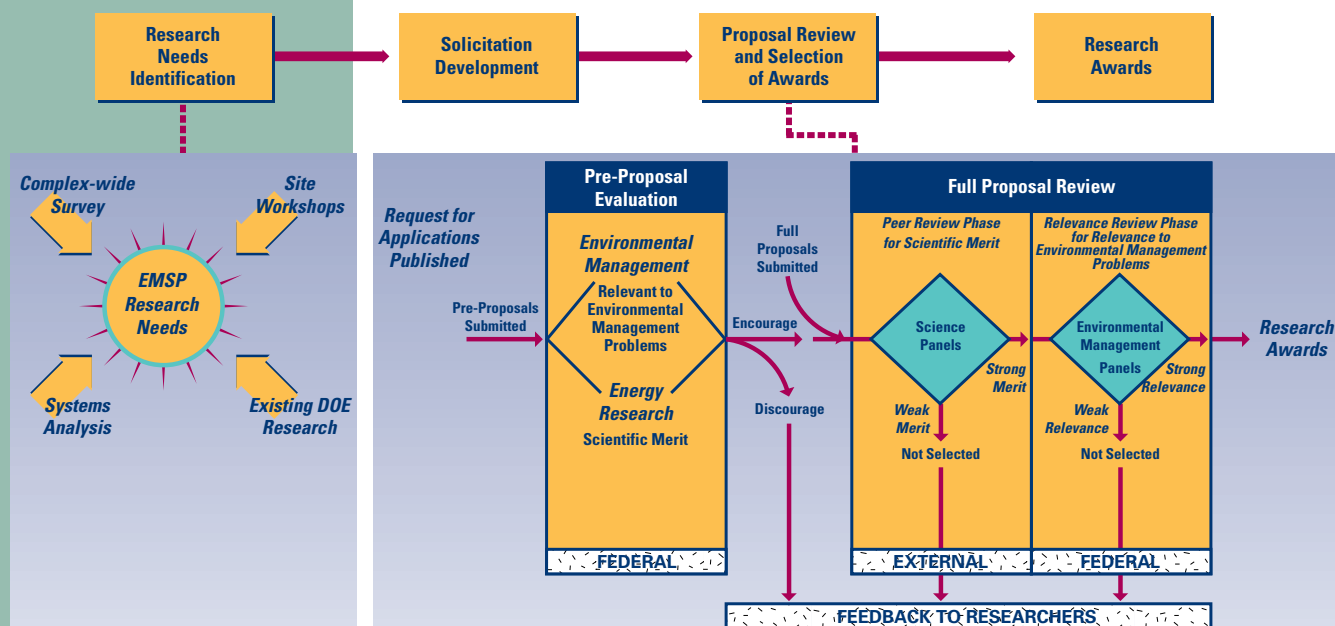 Research
Needs
Identification
Solicitation
Development
Proposal Review
and Selection
of Awards
Research
Awards
Complex-wide
Survey
Site
Workshops
EMSP
Research
Needs
Systems
Analysis
Existing DOE
Research
Request for
Applications
Published
Pre-Proposals
Submitted
Pre-Proposal
Evaluation
Environmental
Management
Relevant to
Environmental
Management
Problems
Energy
Research
Scientific Merit
FEDERAL
Encourage
Discourage
Full
Proposals
Submitted
Full Proposal Review
Peer Review Phase
for Scientific Merit
Science
Panels
Strong
Merit
Weak
Merit
Not Selected
EXTERNAL
Relevance Review Phase
for Relevance to
Environmental Management
Problems
Environmental
Management
Panels
Strong
Relevance
Weak
Relevance
Not Selected
FEDERAL
Research
Awards
FEEDBACK TO RESEARCHERS